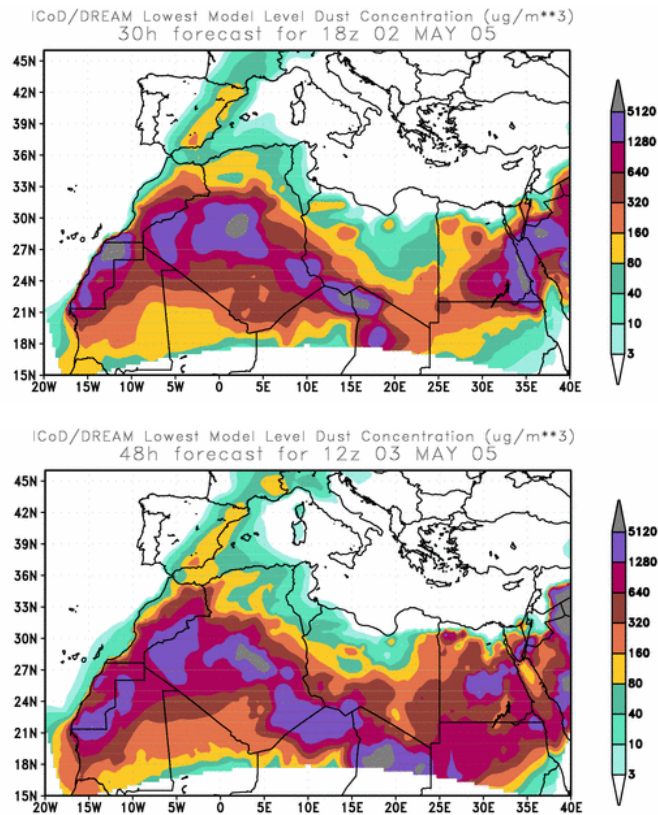 ICoD/DREAM Lowest Model Level Dust Concentration (ug/m**3)
30h forecast for 18z 02 MAY 05
45N
42N
39N
36N
33N
30N
27N
24N
21N
18N
15N
20W 15W 10W 5W 0 5E 10E 15E 20E 25E 30E 35E 40E
5120
1280
640
320
160
80
40
10
3
ICoD/DREAM Lowest Model Level Dust Concentration (ug/m**3)
48h forecast for 12z 03 MAY 05
45N
42N
39N
36N
33N
30N
27N
24N
21N
18N
15N
20W 15W 10W 5W 0 5E 10E 15E 20E 25E 30E 35E 40E
5120
1280
640
320
160
80
40
10
3